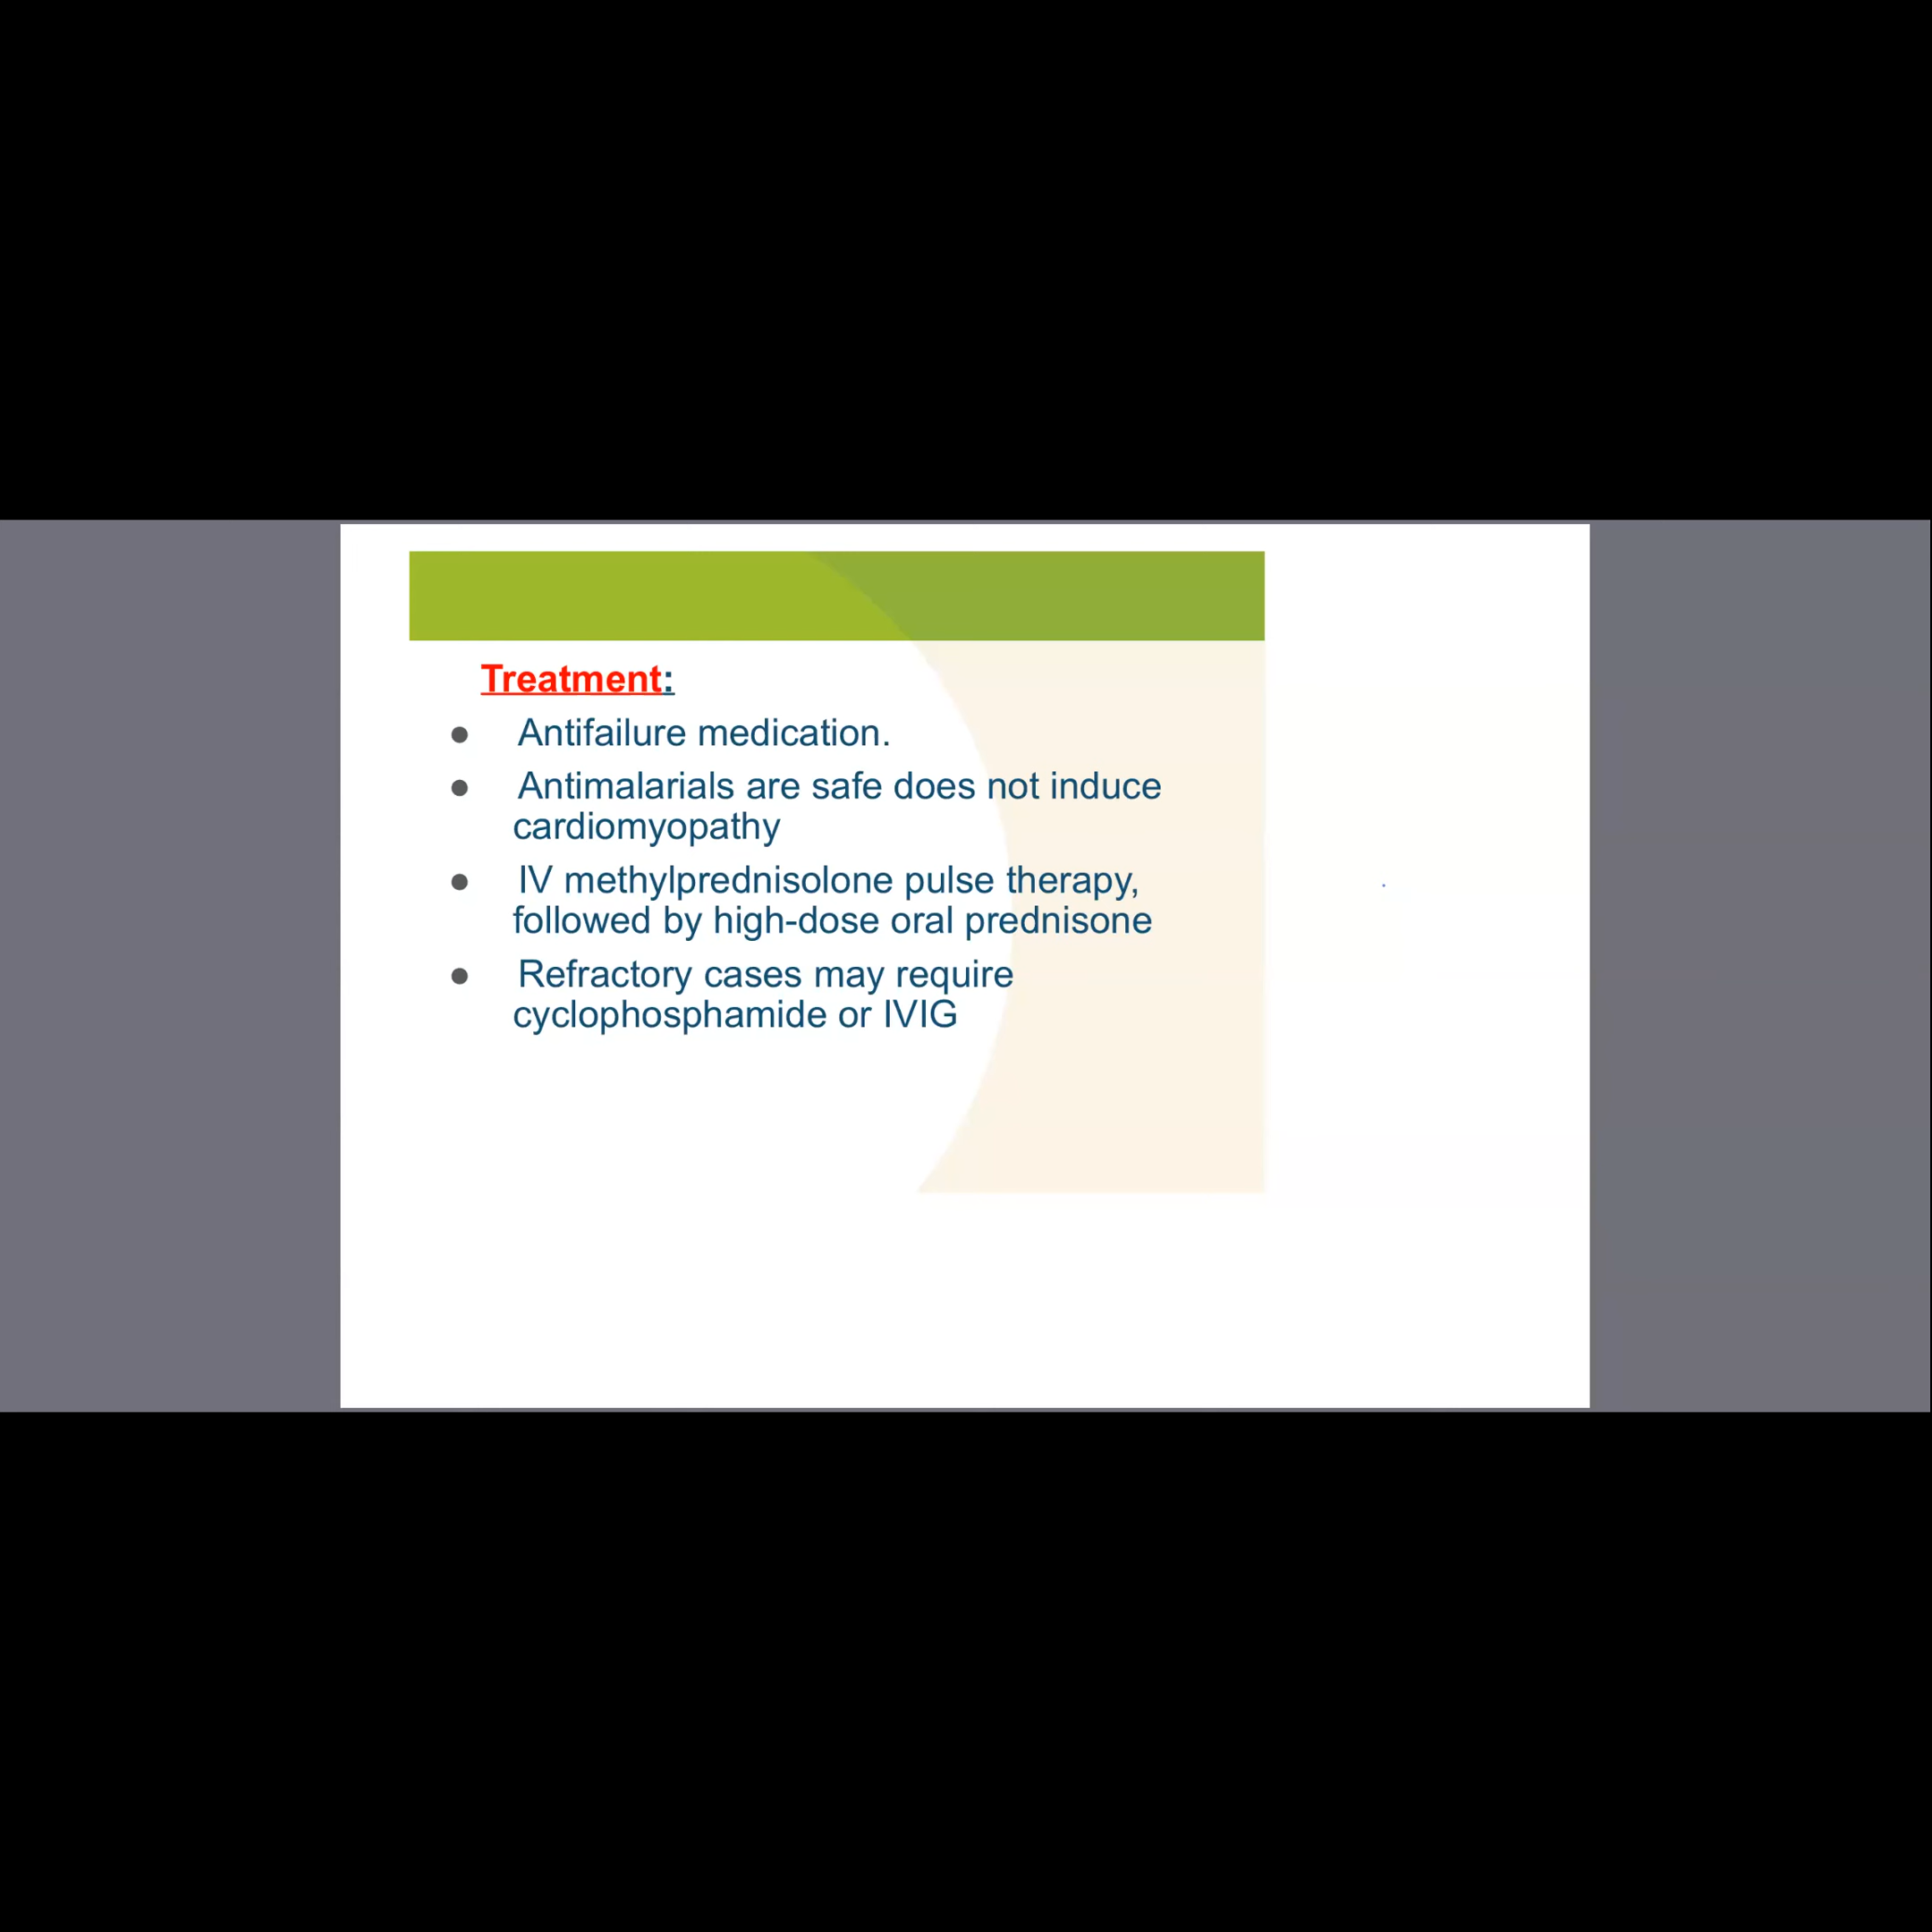 Treatment:
● Antifailure medication.
● Antimalarials are safe does not induce
cardiomyopathy
● IV methylprednisolone pulse therapy,
followed by high-dose oral prednisone
● Refractory cases may require
cyclophosphamide or IVIG